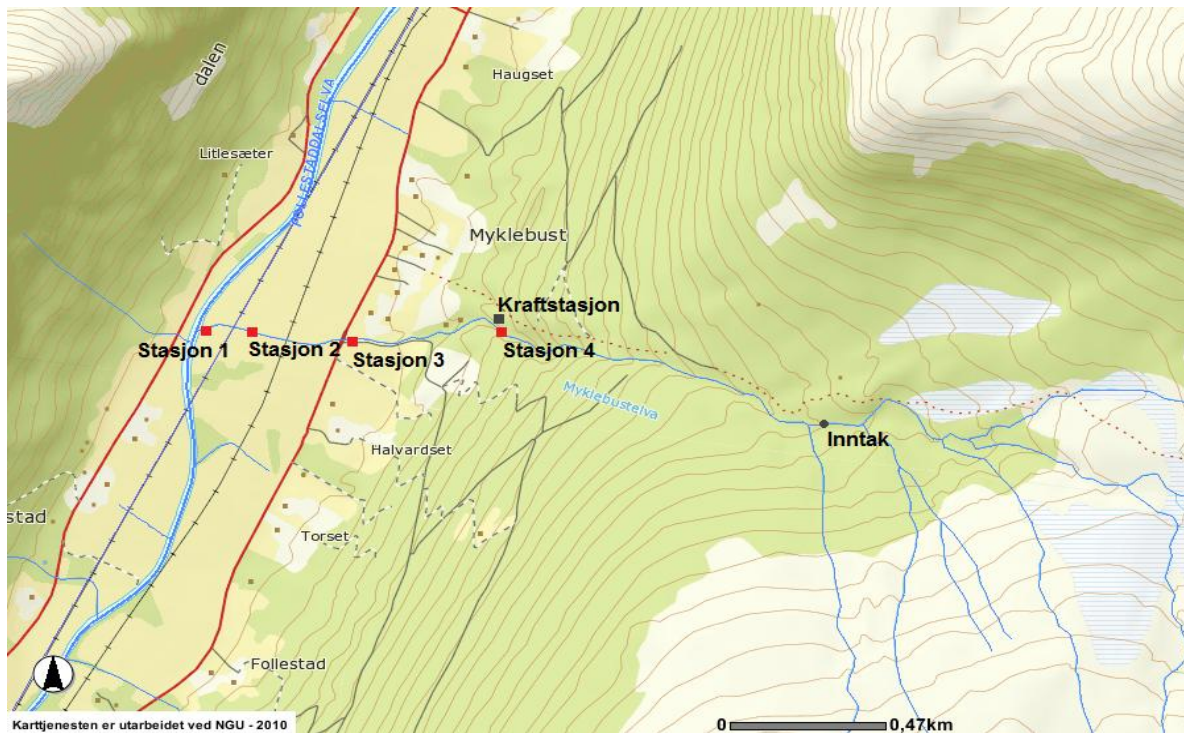 Haugset
dalen
FOLLESTADDALSELVA
Litlesæter
Myklebust
Kraftstasjon
Stasjon 1
Stasjon 2
Stasjon 3
Stasjon 4
Myklebustelva
Inntak
Halvardset
stad
Torset
Follestad
Karttjenesten er utarbeidet ved NGU - 2010
0
0,47km